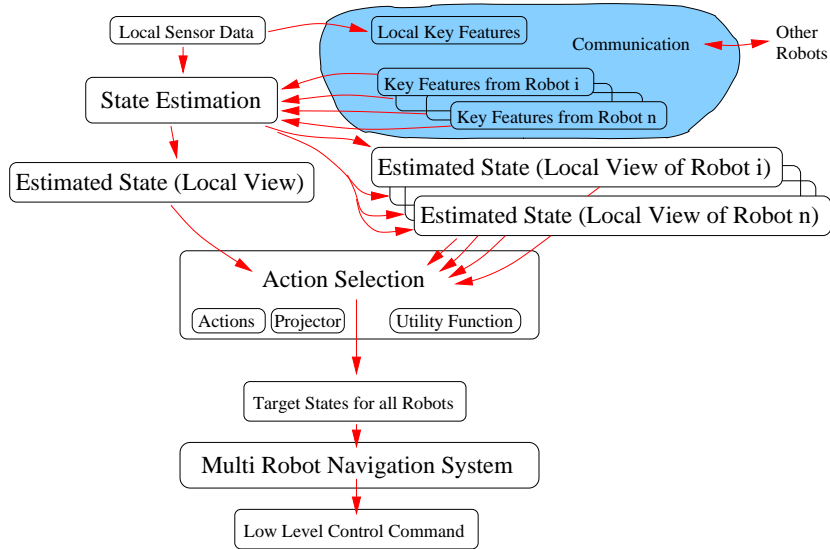 Local Sensor Data
Local Key Features
Communication
Other
Robots
State Estimation
Key Features from Robot i
Key Features from Robot n
Estimated State (Local View)
Estimated State (Local View of Robot i)
Estimated State (Local View of Robot n)
Action Selection
Actions
Projector
Utility Function
Target States for all Robots
Multi Robot Navigation System
Low Level Control Command